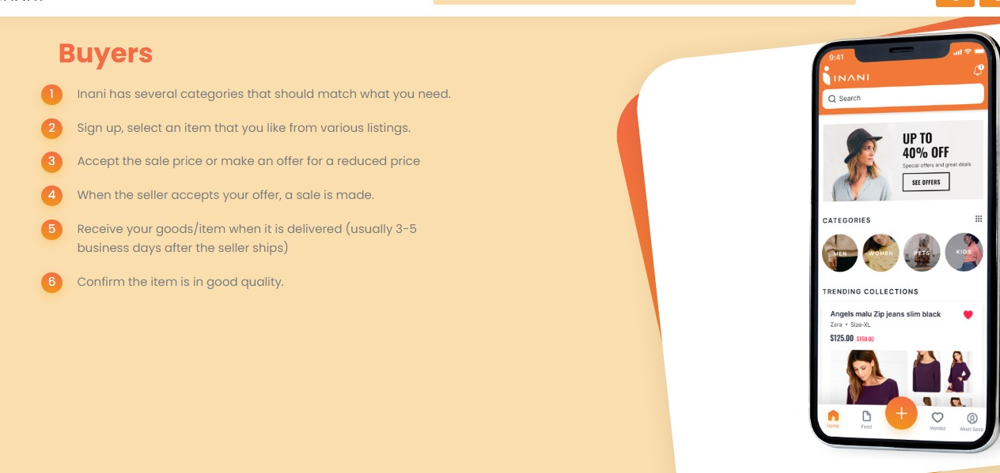 Buyers
1 Inani has several categories that should match what you need.
2 Sign up, select an item that you like from various listings.
3 Accept the sale price or make an offer for a reduced price
4 When the seller accepts your offer, a sale is made.
5 Receive your goods/item when it is delivered (usually 3-5
business days after the seller ships)
6 Confirm the item is in good quality.
9:41
INANI
1
Search
UP TO
40% OFF
Special offers and great deals
SEE OFFERS
CATEGORIES
MEN WOMEN PETS KIDS
TRENDING COLLECTIONS
Angels malu Zip jeans slim black
Zara • Size-XL
$125.00 $150.00
Home Feed + Wishlist Akun Saya